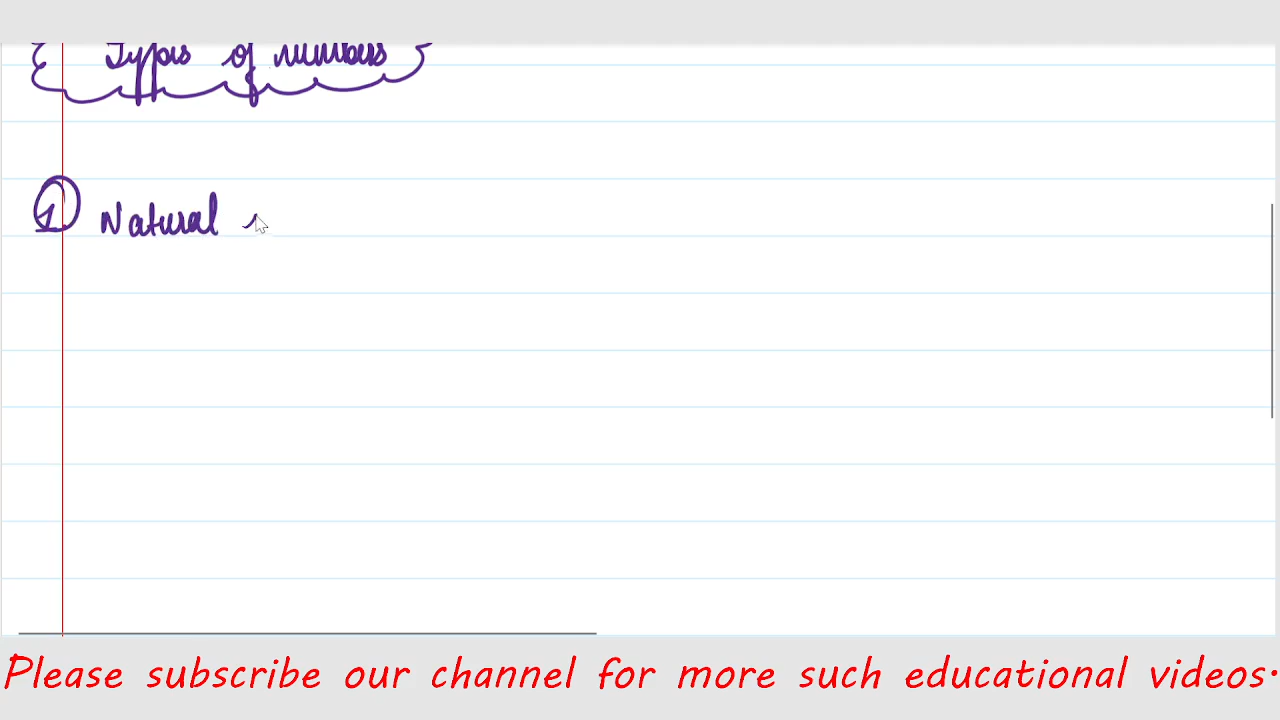 Types of numbers
1 Natural
Please subscribe our channel for more such educational videos.